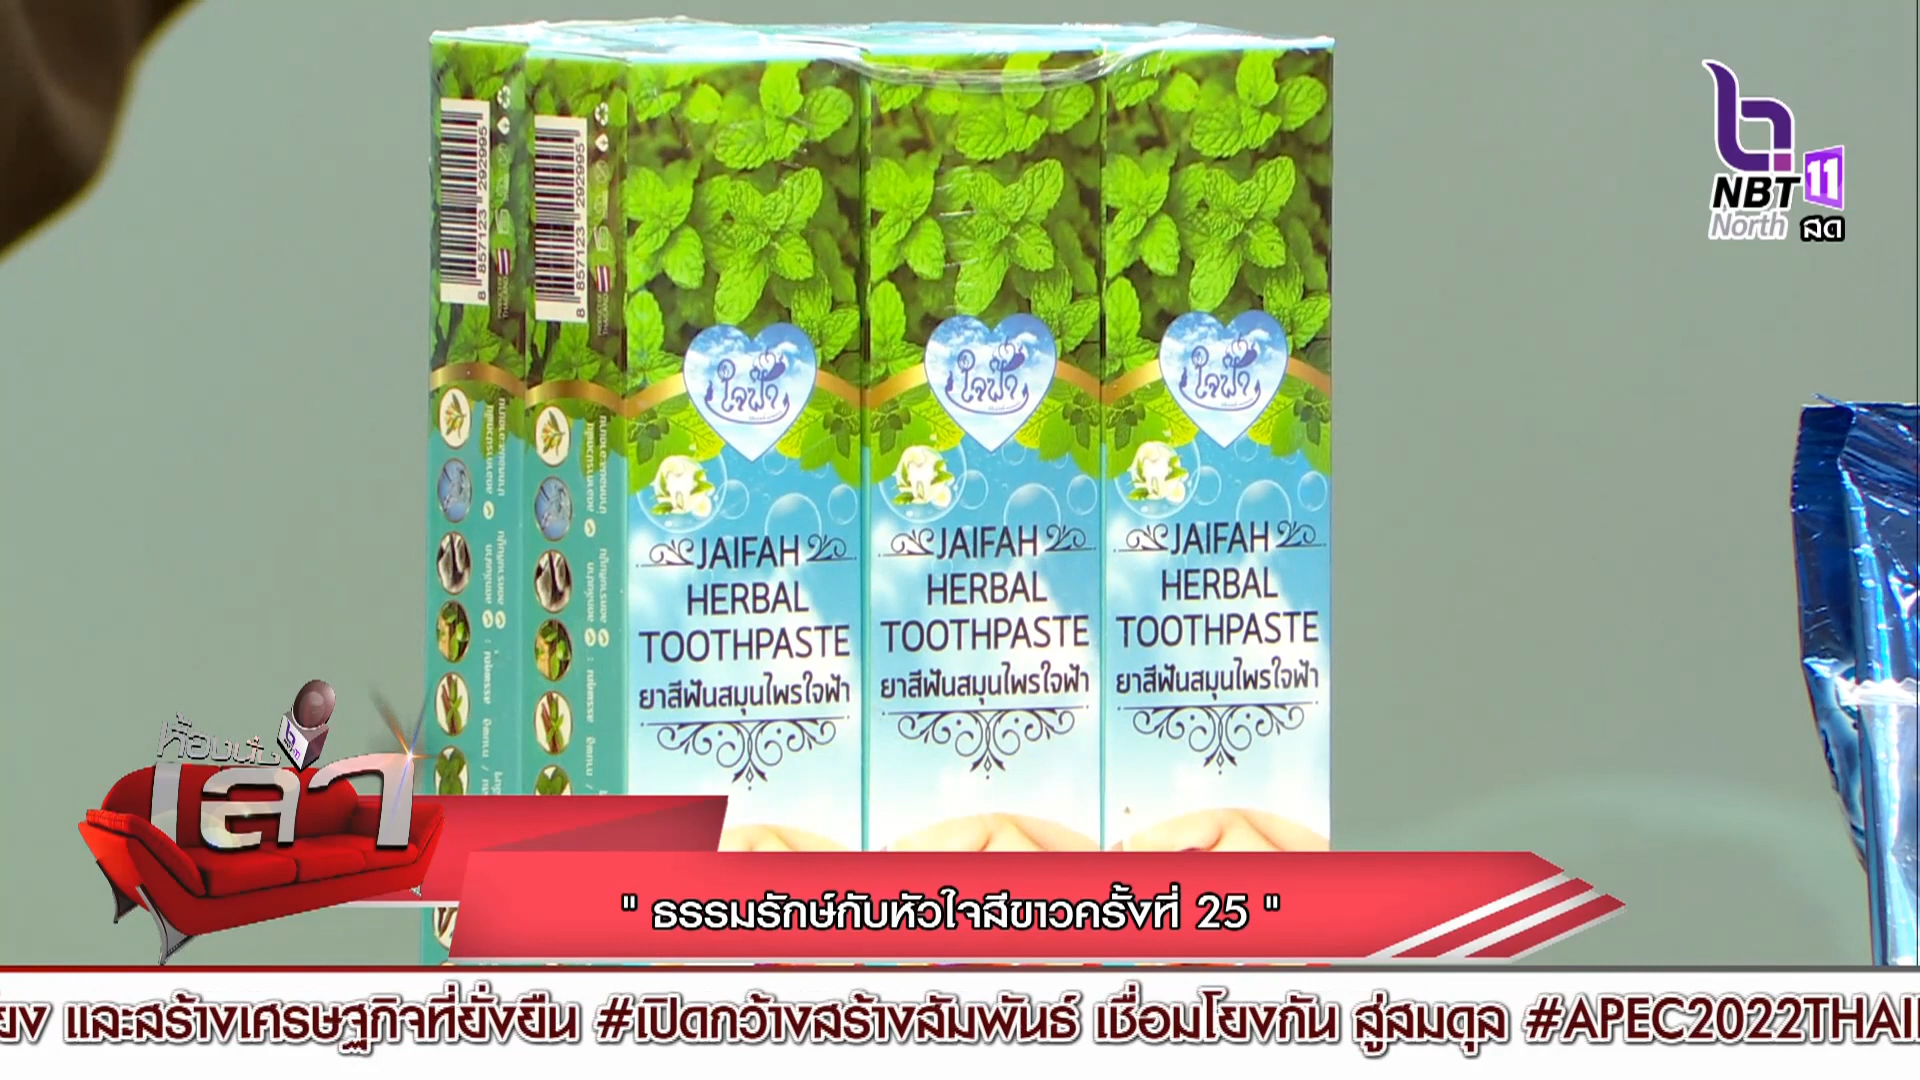 NBT 11
North สด
8 857123 292995
8 857123 292995
ใจฟ้า
ใจฟ้า
ใจฟ้า
JAIFAH
HERBAL
TOOTHPASTE
ยาสีฟันสมุนไพรใจฟ้า
JAIFAH
HERBAL
TOOTHPASTE
ยาสีฟันสมุนไพรใจฟ้า
JAIFAH
HERBAL
TOOTHPASTE
ยาสีฟันสมุนไพรใจฟ้า
ห้องนั่ง
เล่า
" ธรรมรักษ์กับหัวใจสีขาวครั้งที่ 25 "
และสร้างเศรษฐกิจที่ยั่งยืน #เปิดกว้างสร้างสัมพันธ์ เชื่อมโยงกัน สู่สมดุล #APEC2022THAI